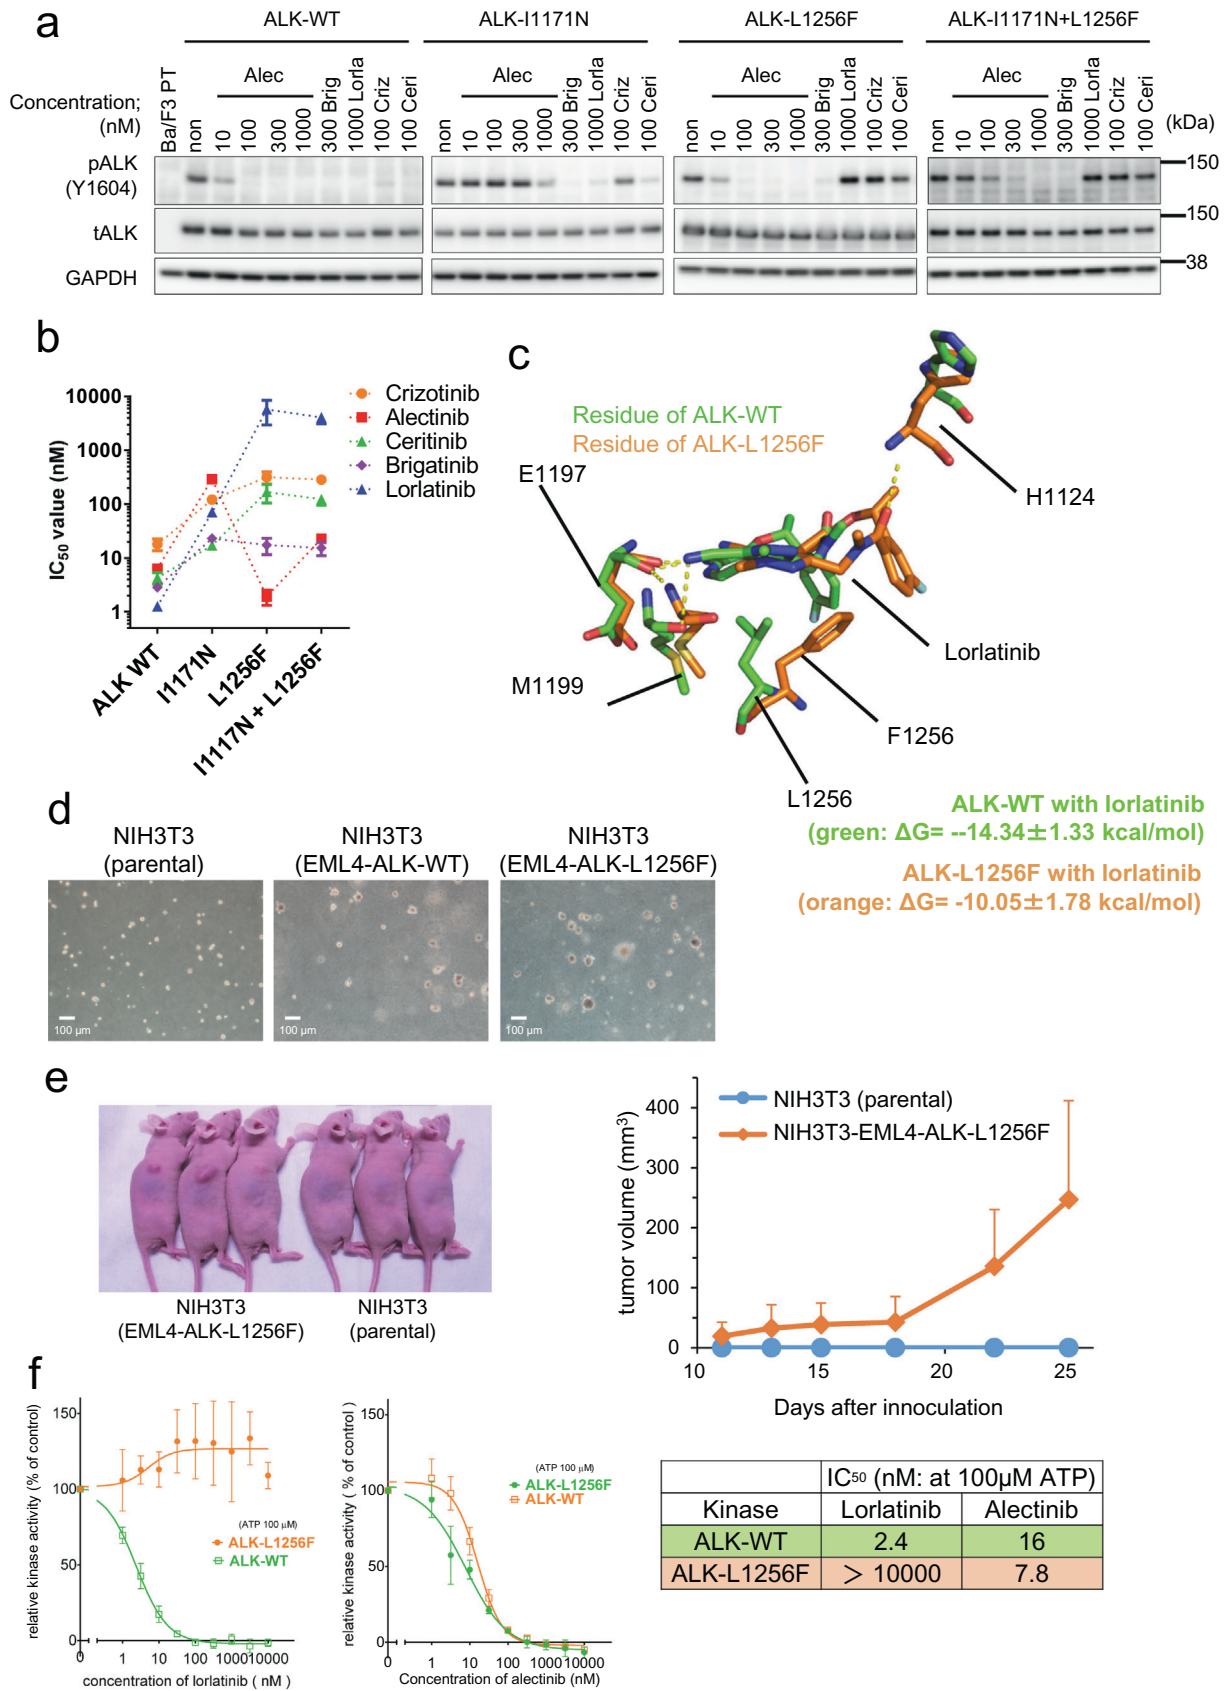 a
ALK-WT
ALK-I1171N
ALK-L1256F
ALK-I1171N+L1256F
Alec
Alec
Alec
Alec
Concentration;
(nM)
Ba/F3 PT
non
10
100
300
1000
300 Brig
1000 Lorla
100 Criz
100 Ceri
non
10
100
300
1000
300 Brig
1000 Lorla
100 Criz
100 Ceri
non
10
100
300
1000
300 Brig
1000 Lorla
100 Criz
100 Ceri
non
10
100
300
1000
300 Brig
1000 Lorla
100 Criz
100 Ceri
(kDa)
pALK
(Y1604)
150
tALK
150
GAPDH
38
b
IC50 value (nM)
10000
1000
100
10
1
ALK WT
I1171N
L1256F
I1117N + L1256F
Crizotinib
Alectinib
Ceritinib
Brigatinib
Lorlatinib
c
Residue of ALK-WT
Residue of ALK-L1256F
E1197
H1124
M1199
Lorlatinib
F1256
L1256
ALK-WT with lorlatinib
(green: ΔG= --14.34±1.33 kcal/mol)
ALK-L1256F with lorlatinib
(orange: ΔG= -10.05±1.78 kcal/mol)
d
NIH3T3
(parental)
NIH3T3
(EML4-ALK-WT)
NIH3T3
(EML4-ALK-L1256F)
100 μm
100 μm
100 μm
e
NIH3T3
(EML4-ALK-L1256F)
NIH3T3
(parental)
NIH3T3 (parental)
NIH3T3-EML4-ALK-L1256F
tumor volume (mm3)
400
300
200
100
0
10
15
20
25
Days after innoculation
f
relative kinase activity (% of control)
150
100
50
0
0
1
10
100
1000
10000
concentration of lorlatinib ( nM )
(ATP 100 μM)
ALK-L1256F
ALK-WT
relative kinase activity ( % of control )
150
100
50
0
0
1
10
100
1000
10000
Concentration of alectinib (nM)
(ATP 100 μM)
ALK-L1256F
ALK-WT
IC50 (nM: at 100μM ATP)
Kinase Lorlatinib Alectinib
ALK-WT 2.4 16
ALK-L1256F > 10000 7.8